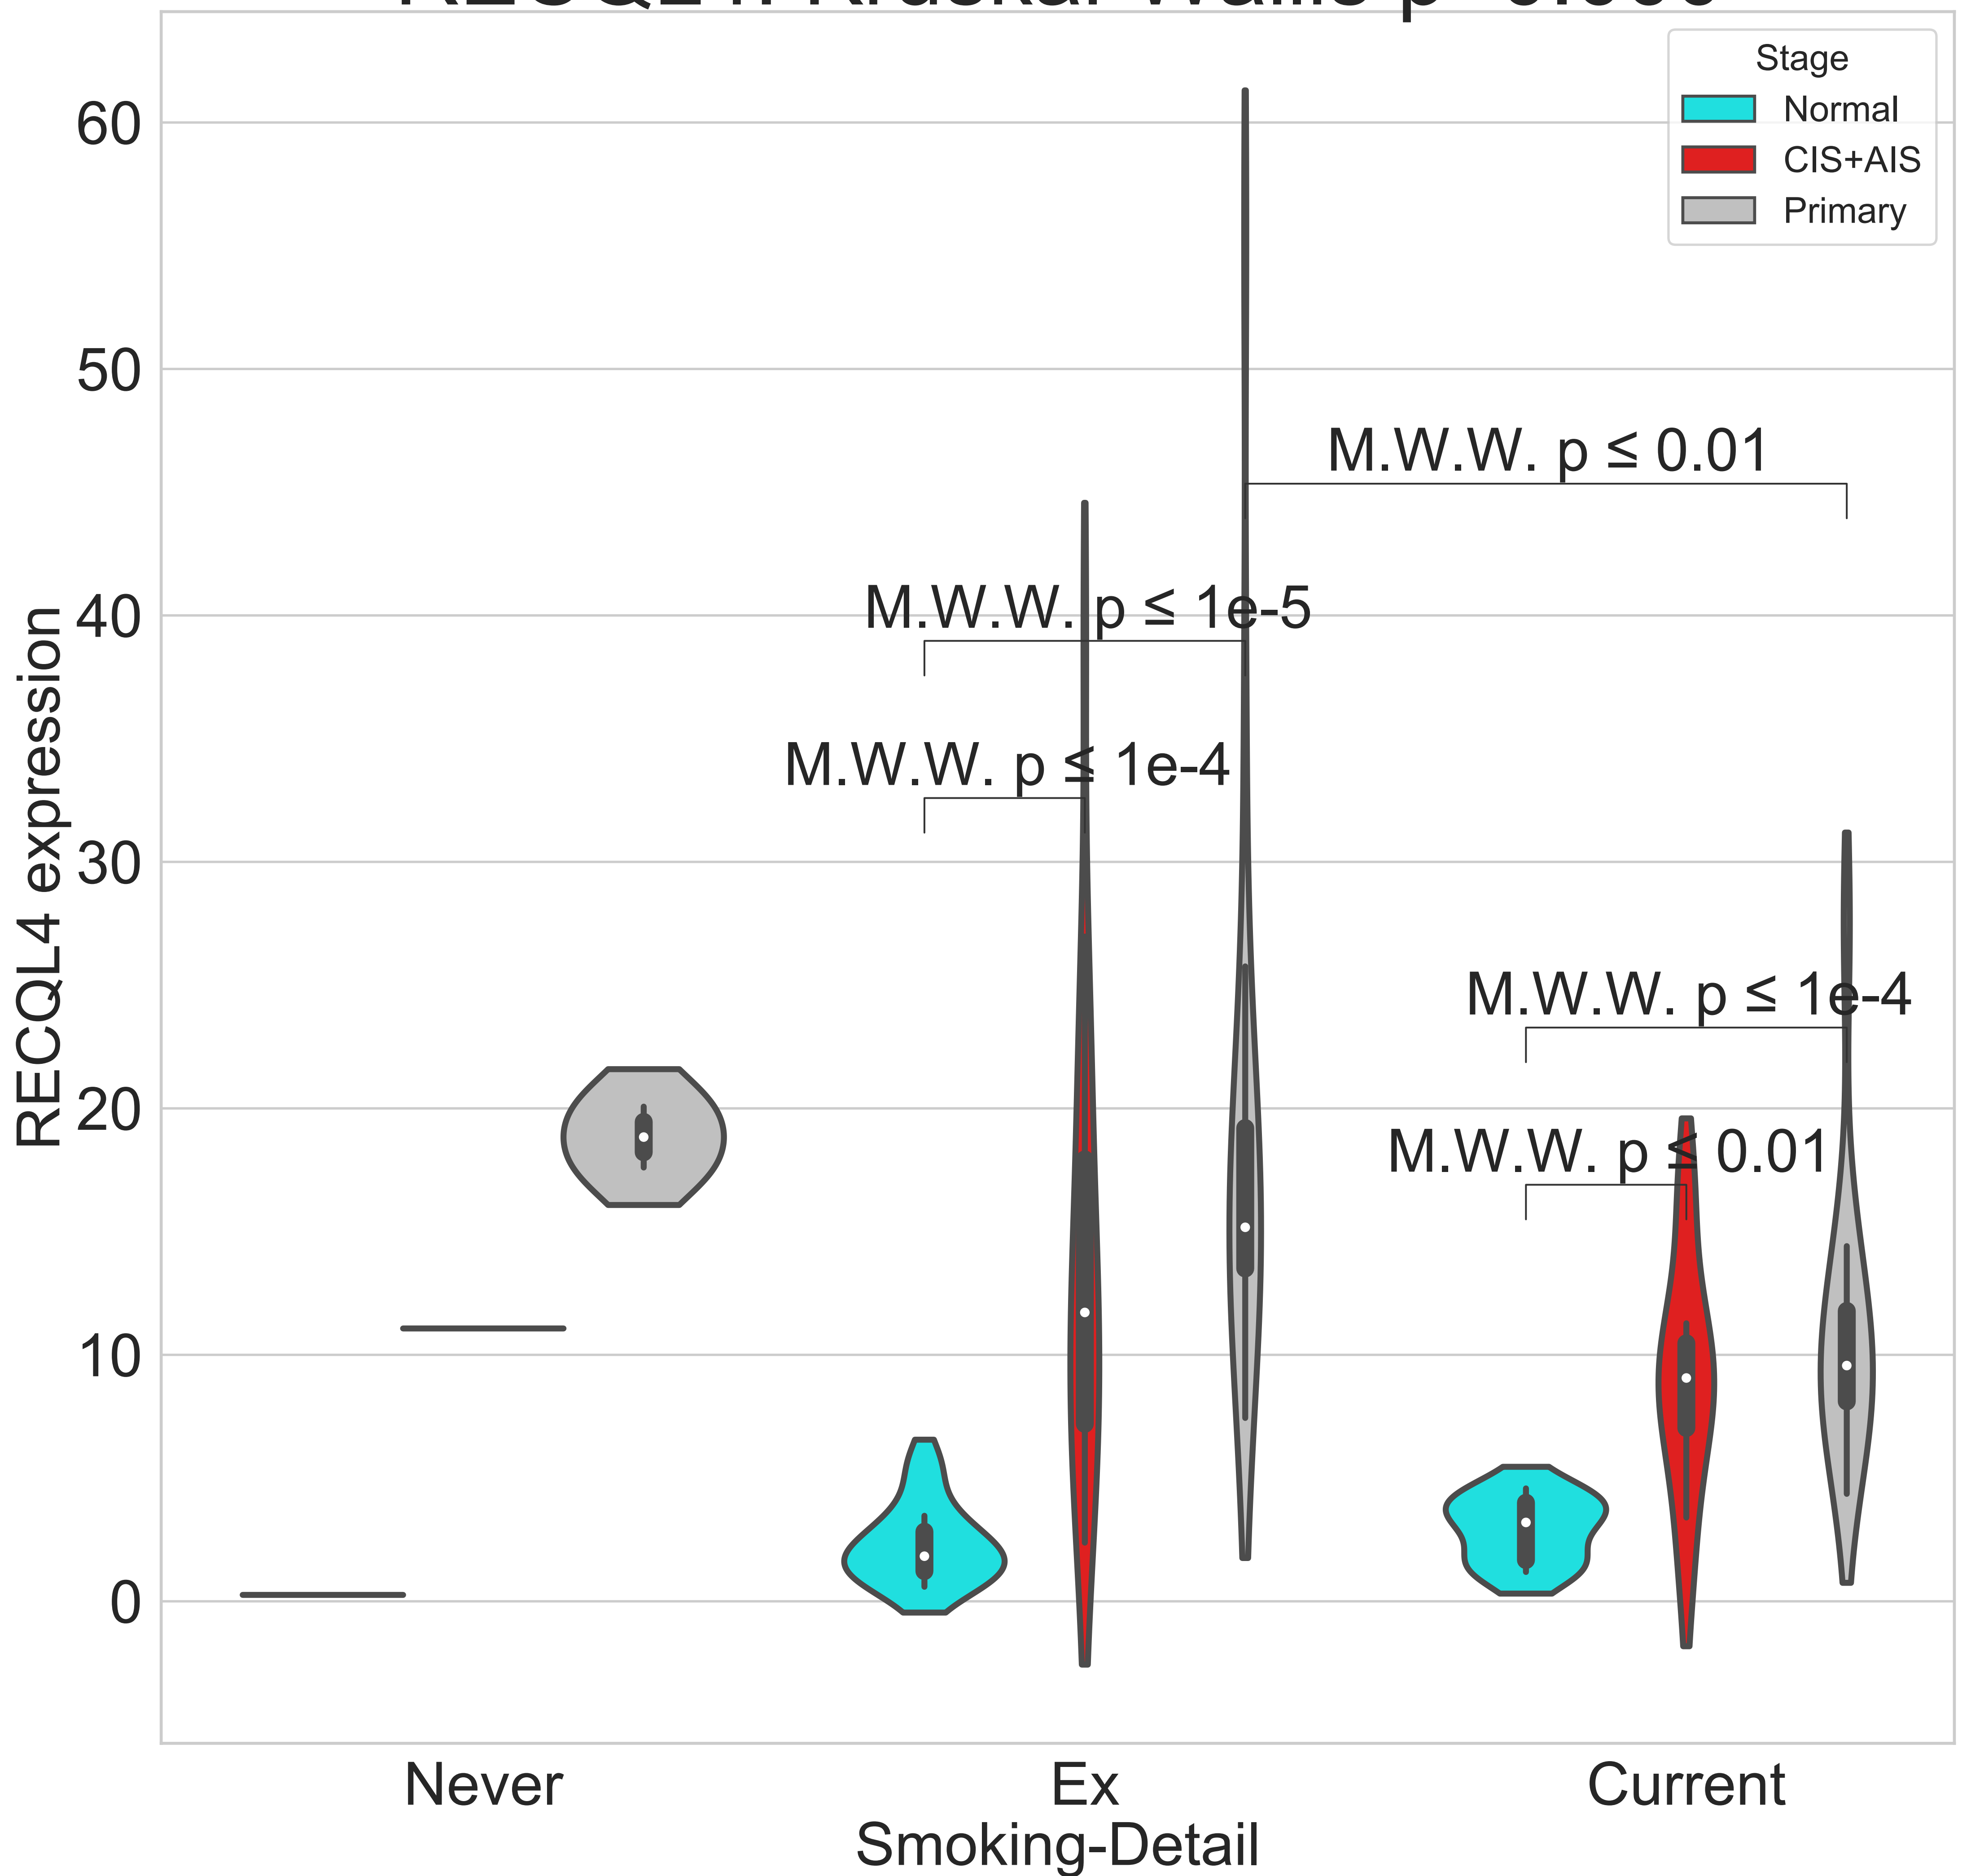 Stage
Normal
CIS+AIS
Primary
60
50
40
30
20
10
0
RECQL4 expression
M.W.W. p ≤ 0.01
M.W.W. p ≤ 1e-5
M.W.W. p ≤ 1e-4
M.W.W. p ≤ 1e-4
M.W.W. p ≤ 0.01
Never
Ex
Current
Smoking-Detail